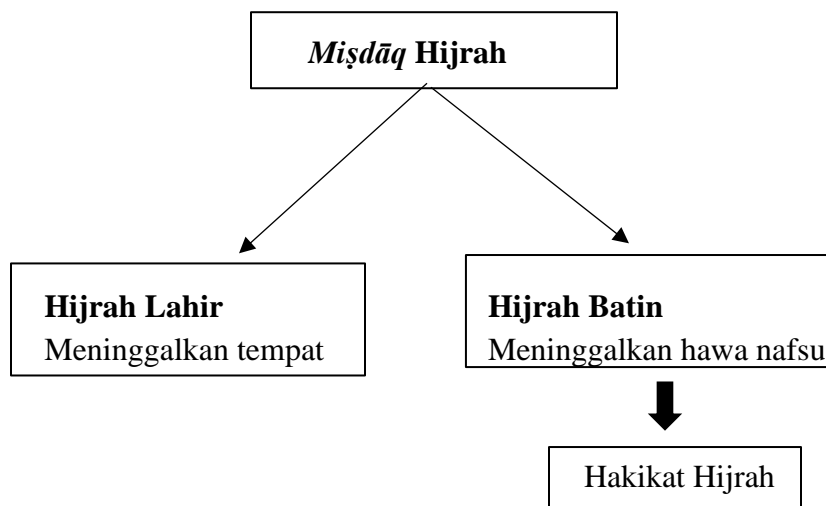 Miṣdāq Hijrah
Hijrah Lahir
Meninggalkan tempat
Hijrah Batin
Meninggalkan hawa nafsu
Hakikat Hijrah